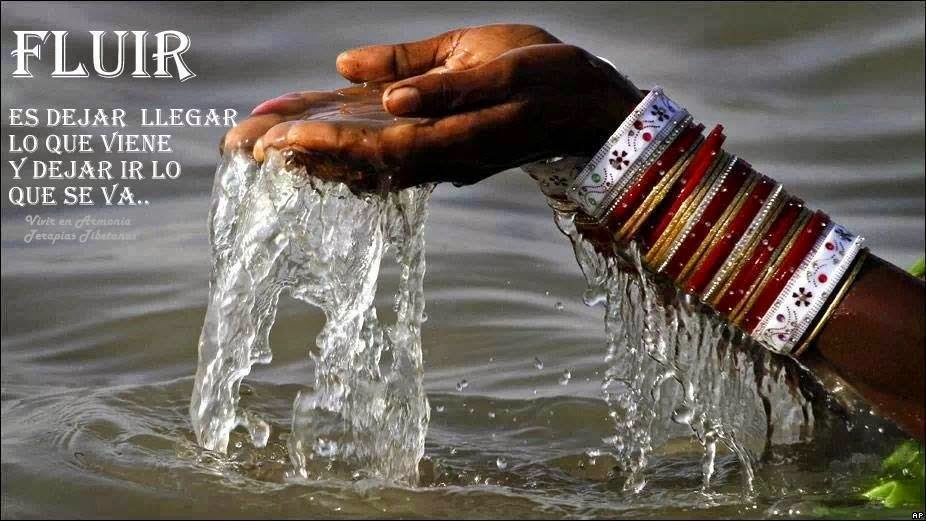 FLUIR
ES DEJAR LLEGAR
LO QUE VIENE
Y DEJAR IR LO
QUE SE VA..
Vivir en Armonía
Terapias Tibetanas
AP